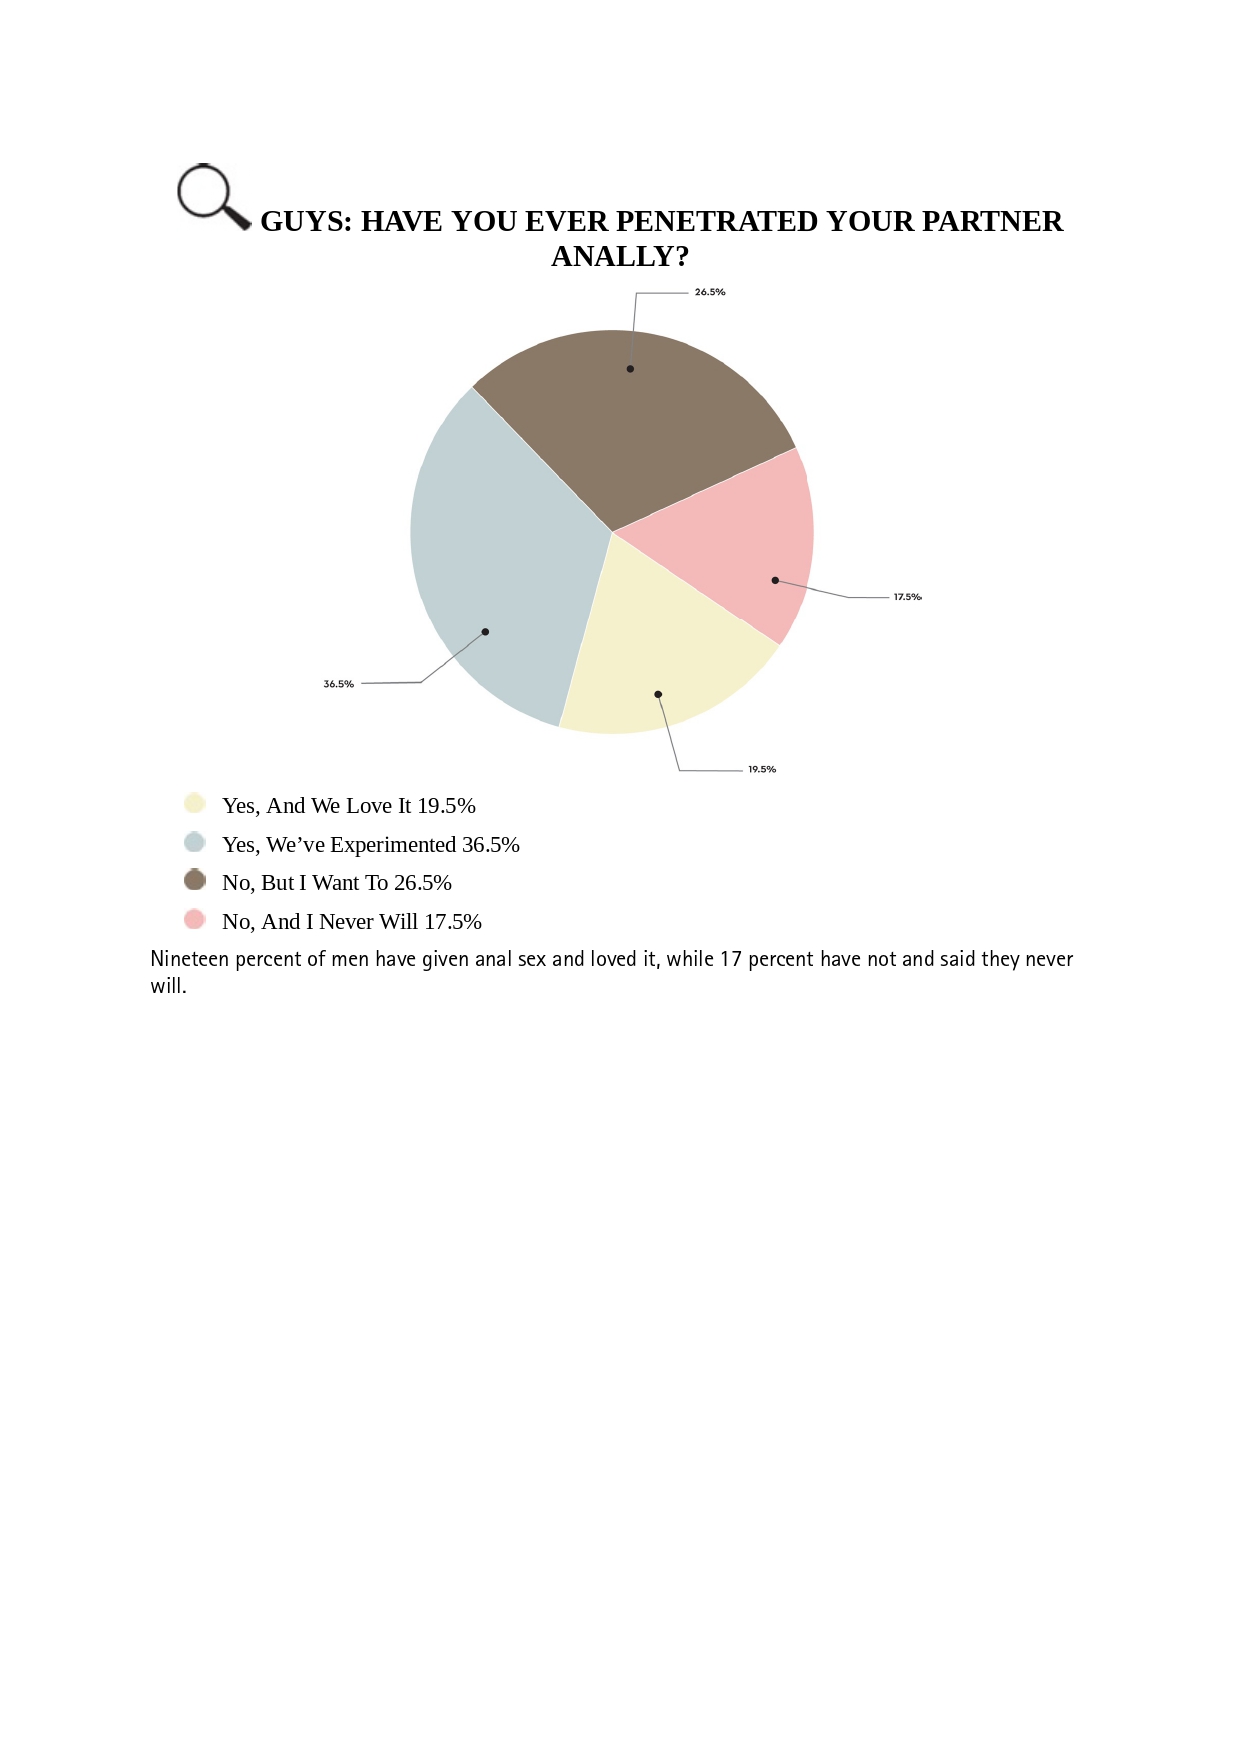 GUYS: HAVE YOU EVER PENETRATED YOUR PARTNER
ANALLY?
26.5%
17.5%
36.5%
19.5%
Yes, And We Love It 19.5%
Yes, We’ve Experimented 36.5%
No, But I Want To 26.5%
No, And I Never Will 17.5%
Nineteen percent of men have given anal sex and loved it, while 17 percent have not and said they never
will.